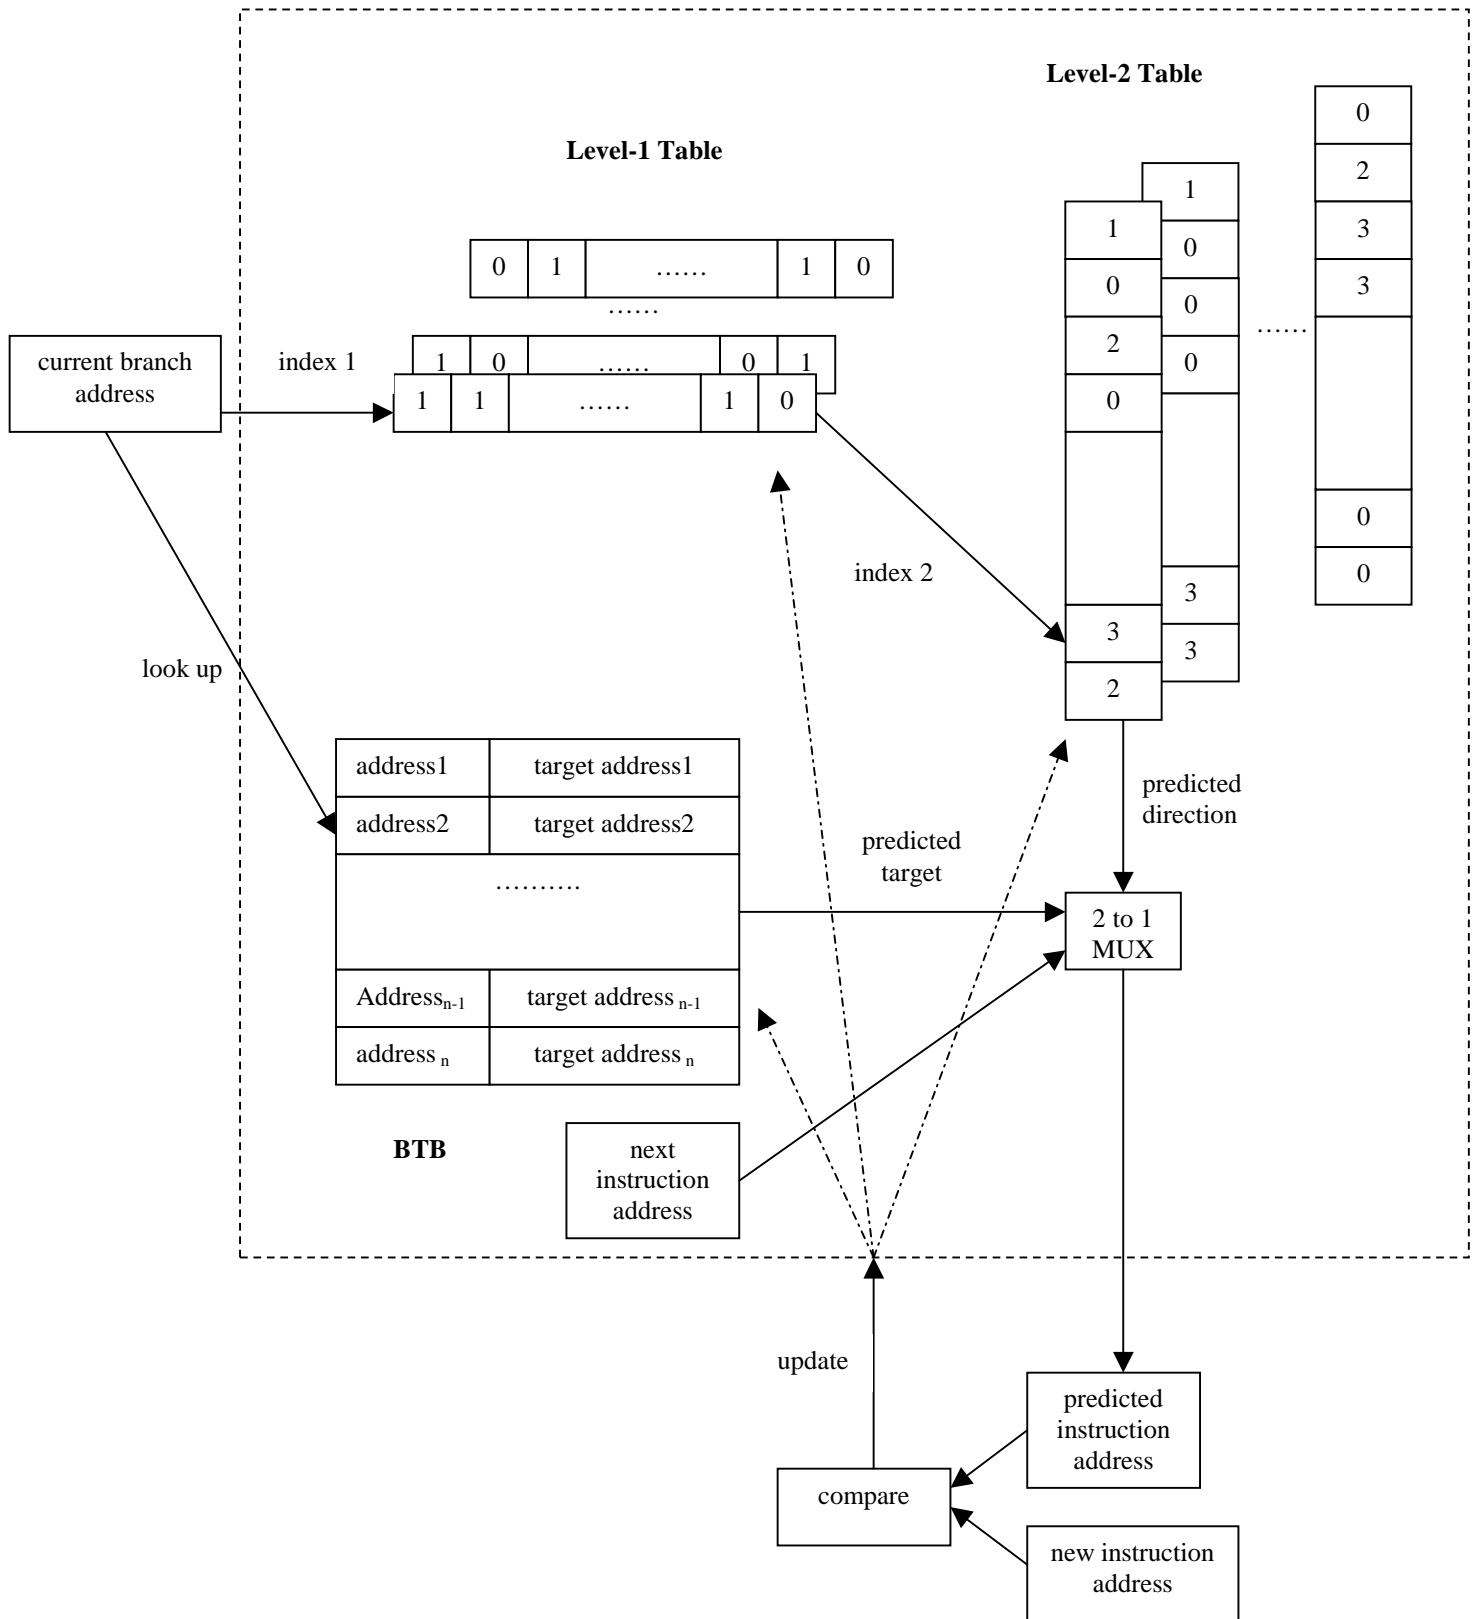 Level-2 Table
0
Level-1 Table
2
1
1
3
0
0 1 …… 1 0
0
3
2
0
……
……
current branch
address
index 1
1 0 …… 0 1
0
1 1 …… 1 0
0
0
index 2
0
3
3
look up
3
2
address1 target address1
predicted
direction
address2 target address2
predicted
target
……….
2 to 1
MUX
Address n-1 target address n-1
address n target address n
BTB
next
instruction
address
update
predicted
instruction
address
compare
new instruction
address